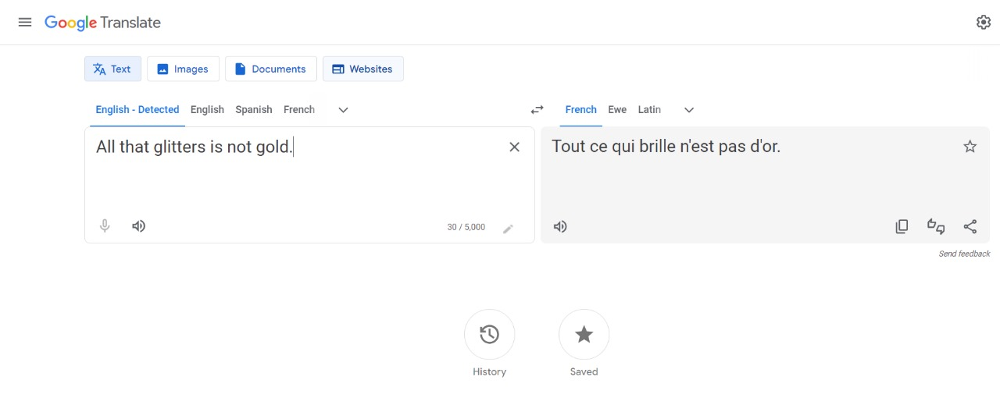 Google Translate
Text Images Documents Websites
English - Detected English Spanish French French Ewe Latin
All that glitters is not gold. Tout ce qui brille n'est pas d'or.
30 / 5,000
Send feedback
History Saved